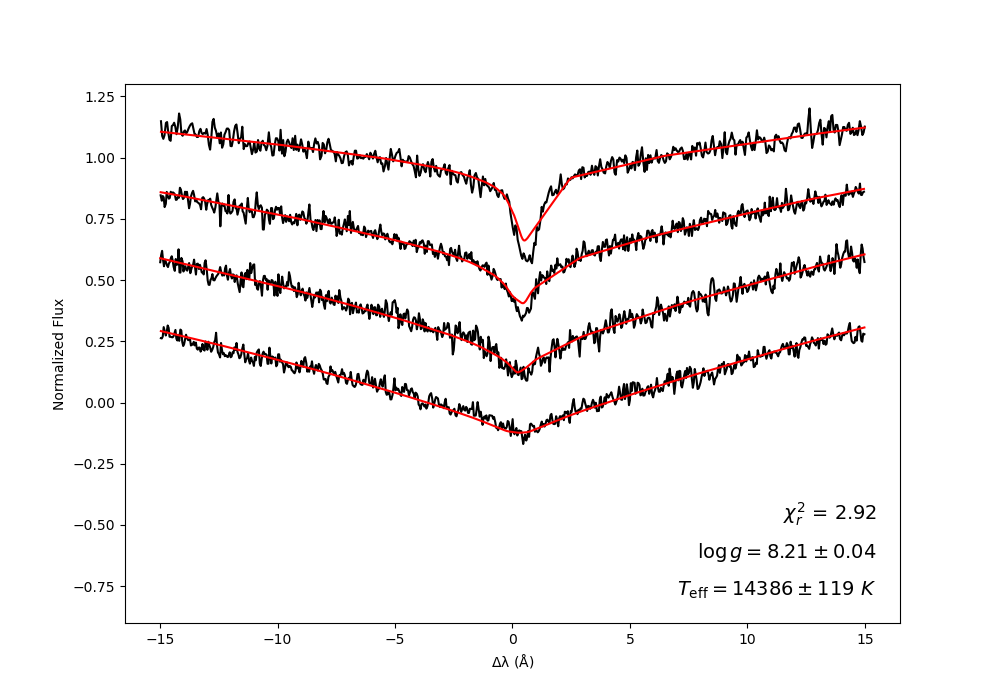 1.25
1.00
0.75
0.50
0.25
0.00
−0.25
−0.50
−0.75
Normalized Flux
χ²ᵣ = 2.92
log g = 8.21 ± 0.04
T_eff = 14386 ± 119 K
−15 −10 −5 0 5 10 15
Δλ (Å)